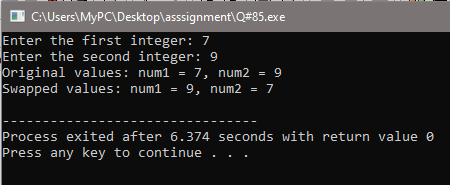 C:\Users\MyPC\Desktop\asssignment\Q#85.exe
Enter the first integer: 7
Enter the second integer: 9
Original values: num1 = 7, num2 = 9
Swapped values: num1 = 9, num2 = 7
--------------------------------
Process exited after 6.374 seconds with return value 0
Press any key to continue . . .